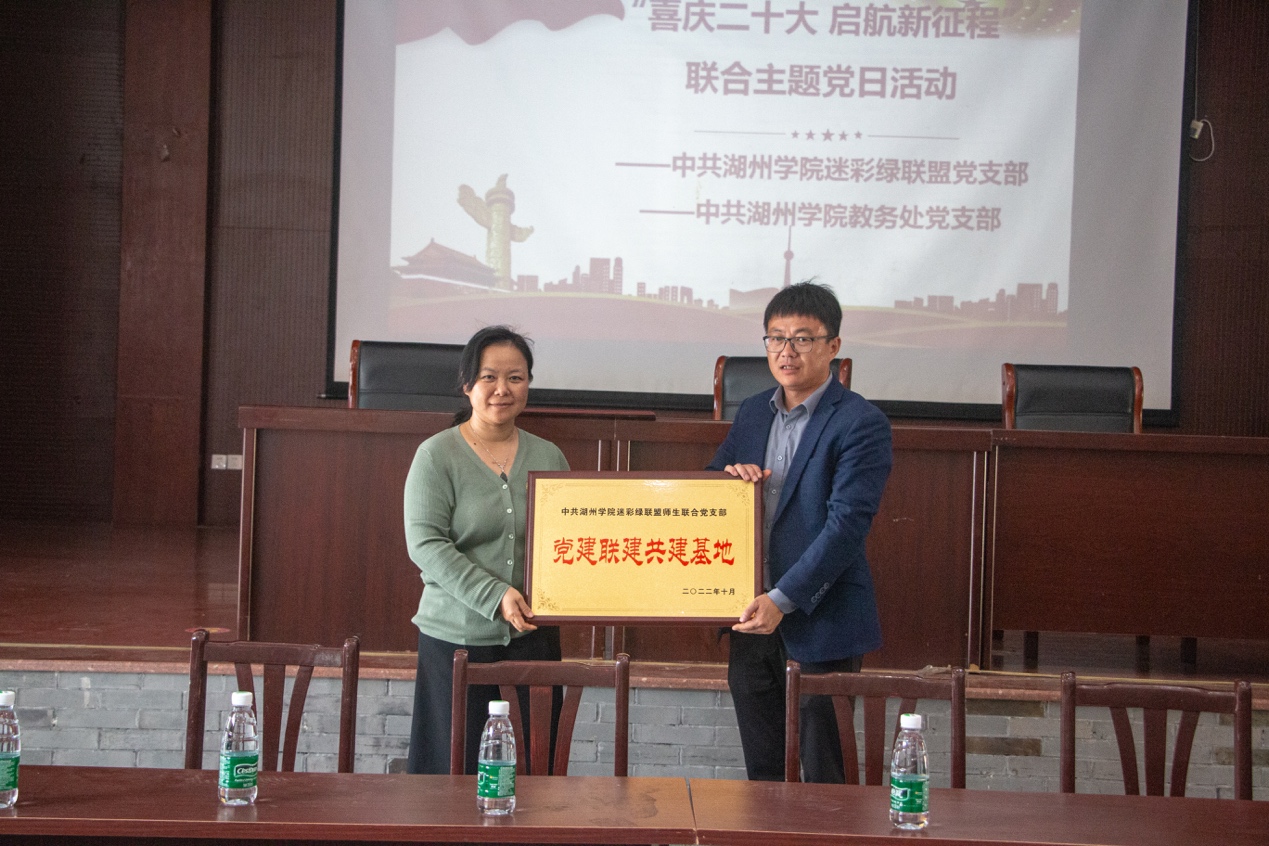 “喜庆二十大 启航新征程”
联合主题党日活动
——中共湖州学院迷彩绿联盟党支部
——中共湖州学院教务处党支部
中共湖州学院迷彩绿联盟师生联合党支部
党建联建共建基地
二〇二二年十月
C'estbon